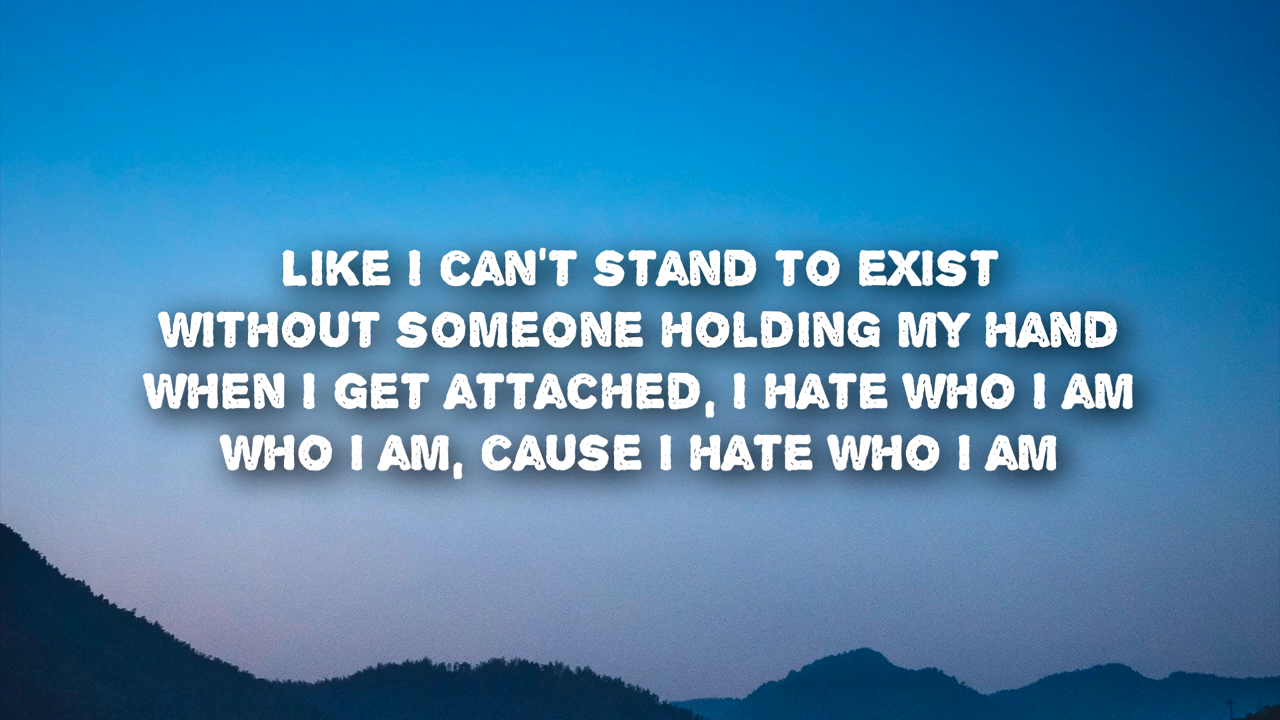 LIKE I CAN'T STAND TO EXIST
WITHOUT SOMEONE HOLDING MY HAND
WHEN I GET ATTACHED, I HATE WHO I AM
WHO I AM, CAUSE I HATE WHO I AM